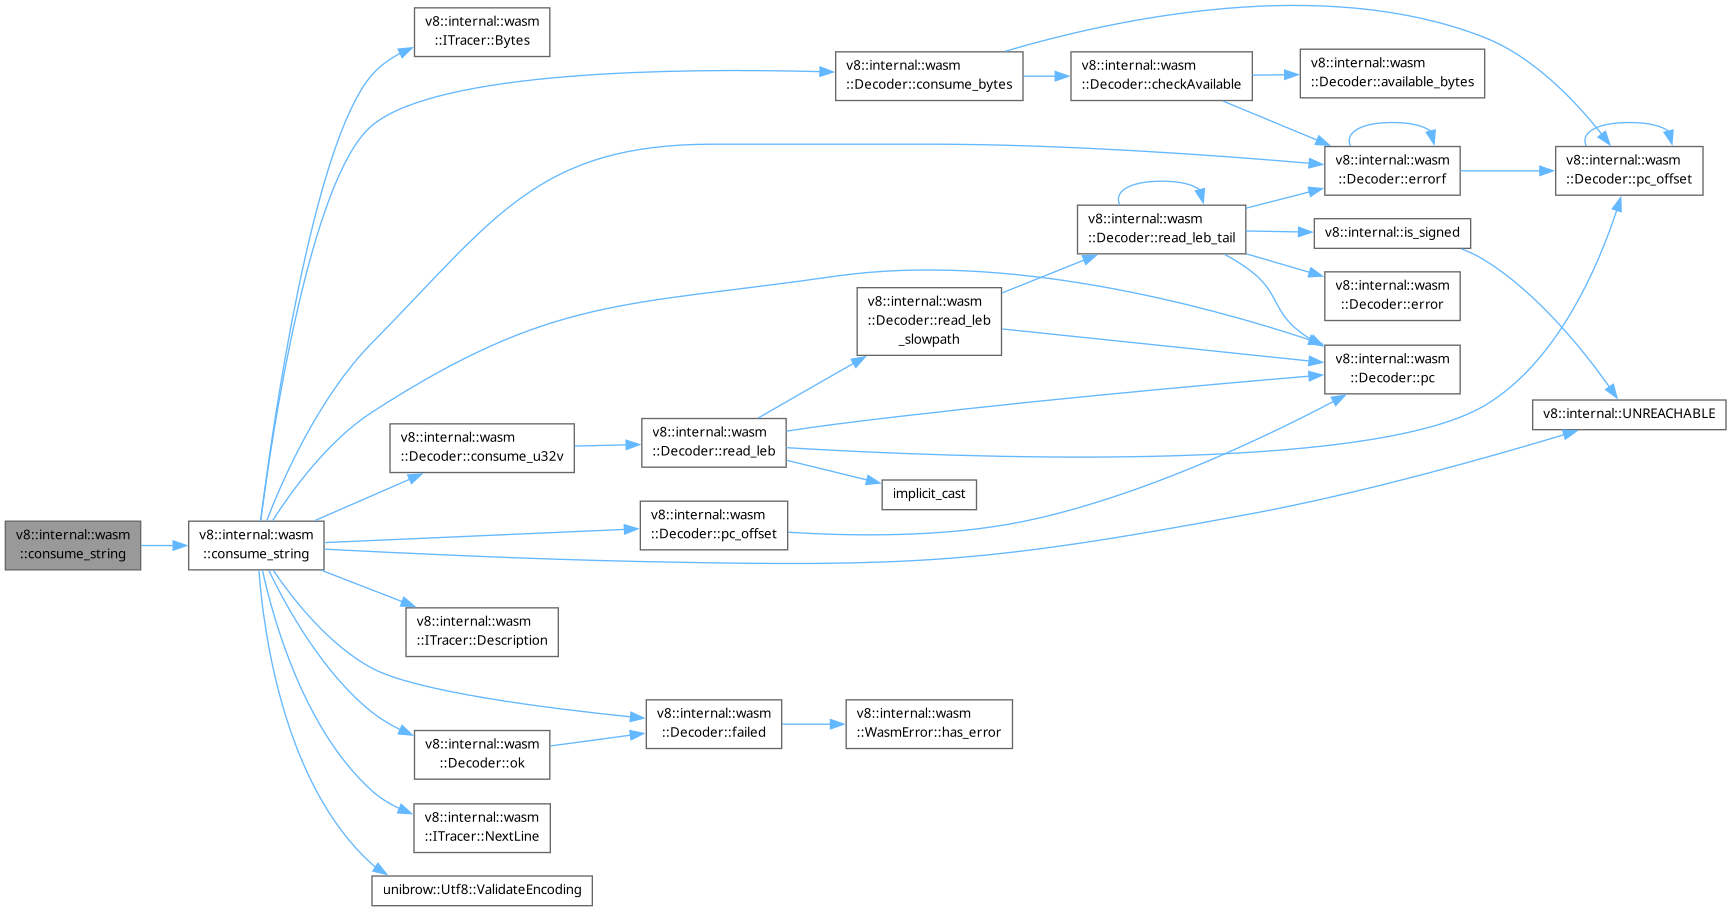 v8::internal::wasm
::ITracer::Bytes
v8::internal::wasm
::Decoder::consume_bytes
v8::internal::wasm
::Decoder::checkAvailable
v8::internal::wasm
::Decoder::available_bytes
v8::internal::wasm
::Decoder::errorf
v8::internal::wasm
::Decoder::pc_offset
v8::internal::wasm
::Decoder::read_leb_tail
v8::internal::is_signed
v8::internal::wasm
::Decoder::error
v8::internal::wasm
::Decoder::read_leb
_slowpath
v8::internal::wasm
::Decoder::pc
v8::internal::UNREACHABLE
v8::internal::wasm
::Decoder::consume_u32v
v8::internal::wasm
::Decoder::read_leb
implicit_cast
v8::internal::wasm
::consume_string
v8::internal::wasm
::consume_string
v8::internal::wasm
::Decoder::pc_offset
v8::internal::wasm
::ITracer::Description
v8::internal::wasm
::Decoder::failed
v8::internal::wasm
::WasmError::has_error
v8::internal::wasm
::Decoder::ok
v8::internal::wasm
::ITracer::NextLine
unibrow::Utf8::ValidateEncoding